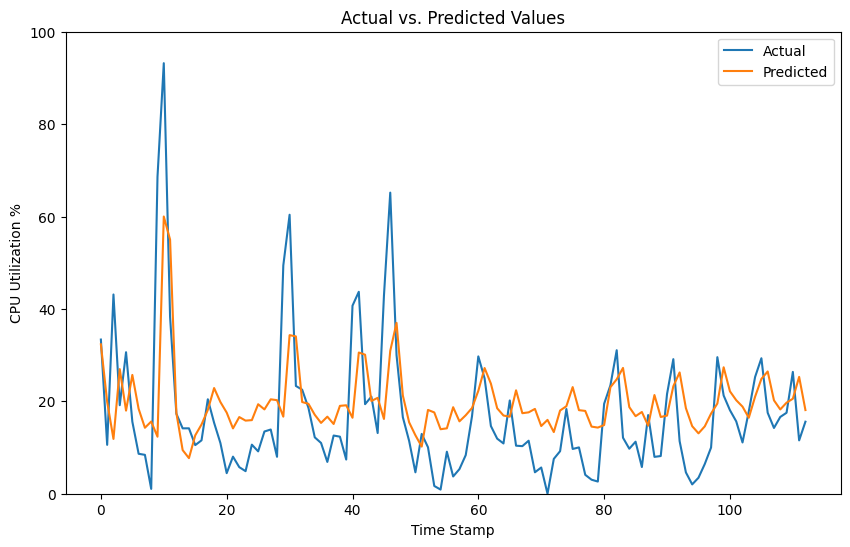 Actual vs. Predicted Values
Actual
Predicted
CPU Utilization %
100
80
60
40
20
0
0 20 40 60 80 100
Time Stamp